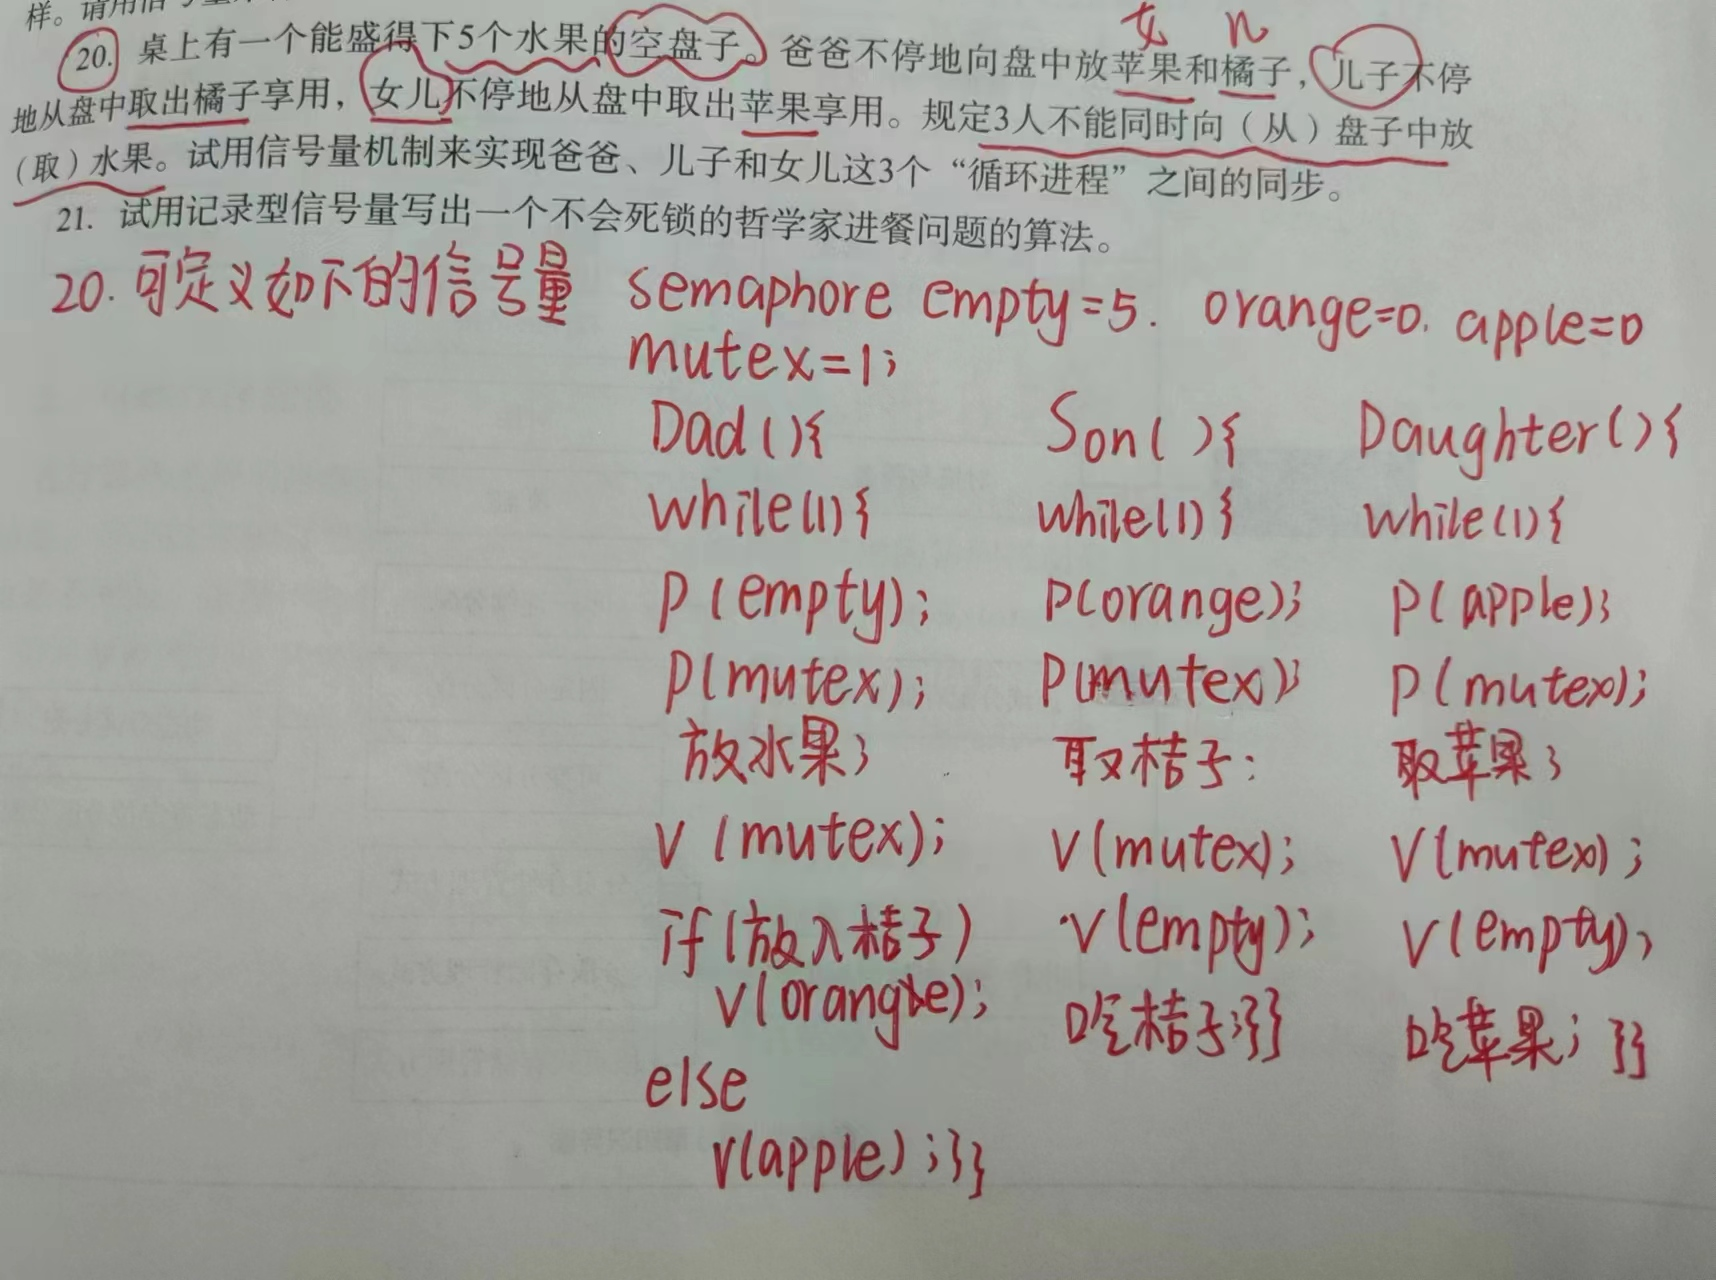 样。请用信号量
女 n
20. 桌上有一个能盛得下5个水果的空盘子。爸爸不停地向盘中放苹果和橘子，儿子不停
地从盘中取出橘子享用，女儿不停地从盘中取出苹果享用。规定3人不能同时向（从）盘子中放
（取）水果。试用信号量机制来实现爸爸、儿子和女儿这3个“循环进程”之间的同步。
21. 试用记录型信号量写出一个不会死锁的哲学家进餐问题的算法。
20. 可定义如下的信号量 semaphore empty=5. orange=0. apple=0
mutex=1;
Dad(){ Son(){ Daughter(){
while(1){ while(1){ while(1){
P(empty); P(orange); P(apple);
P(mutex); P(mutex); P(mutex);
放水果; 取桔子; 取苹果;
V(mutex); V(mutex); V(mutex);
if(放入桔子) V(empty); V(empty);
V(orange); 吃桔子;}} 吃苹果;}}
else
V(apple);}}